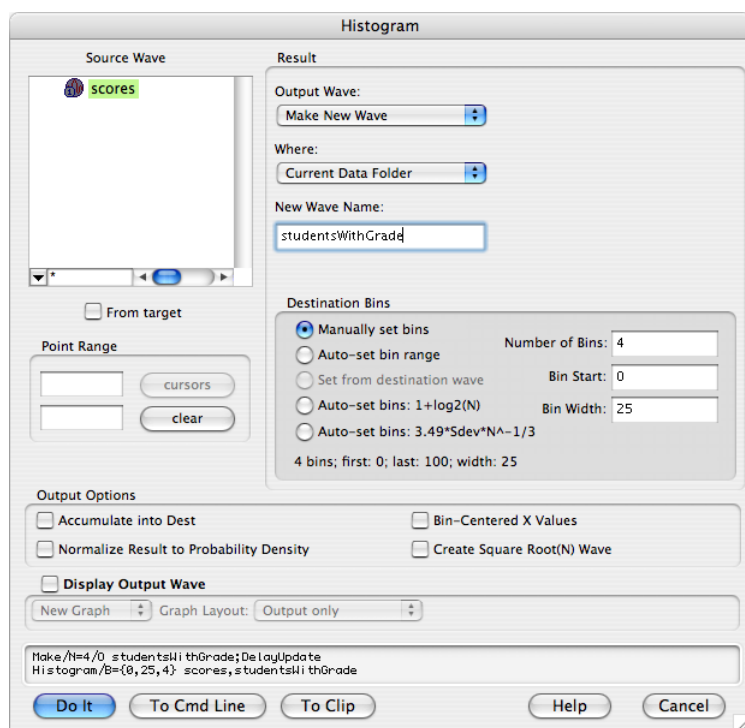 Histogram
Source Wave
scores
*
From target
Point Range
cursors
clear
Result
Output Wave:
Make New Wave
Where:
Current Data Folder
New Wave Name:
studentsWithGrade
Destination Bins
Manually set bins
Auto-set bin range
Set from destination wave
Auto-set bins: 1+log2(N)
Auto-set bins: 3.49*Sdev*N^-1/3
Number of Bins: 4
Bin Start: 0
Bin Width: 25
4 bins; first: 0; last: 100; width: 25
Output Options
Accumulate into Dest
Bin-Centered X Values
Normalize Result to Probability Density
Create Square Root(N) Wave
Display Output Wave
New Graph Graph Layout: Output only
Make/N=4/O studentsWithGrade;DelayUpdate
Histogram/B={0,25,4} scores,studentsWithGrade
Do It To Cmd Line To Clip Help Cancel